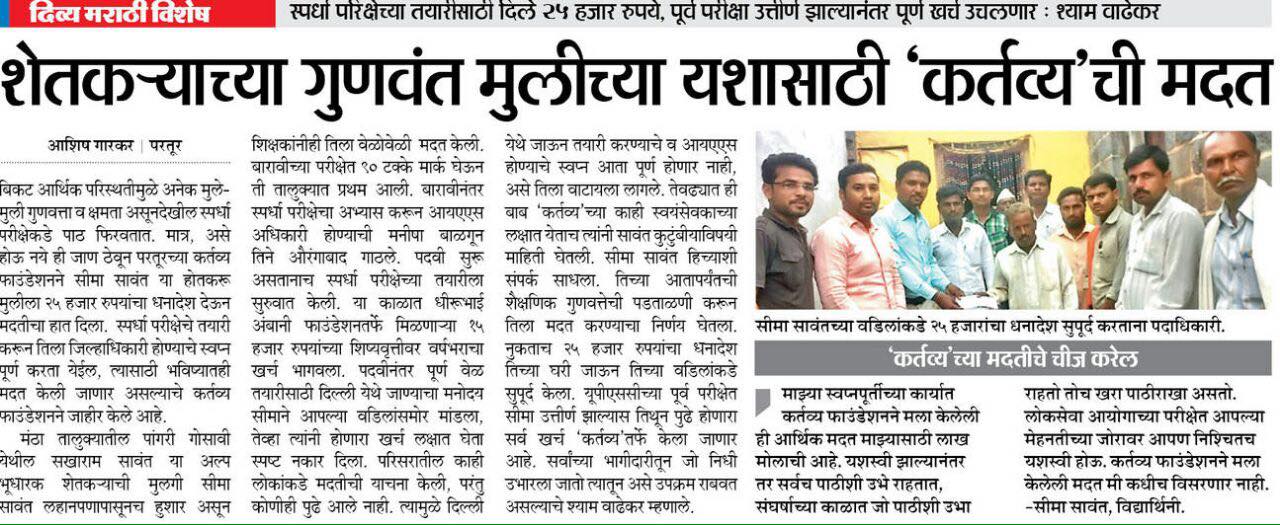 दिव्य मराठी विशेष
स्पर्धा परिक्षेच्या तयारीसाठी दिले २५ हजार रुपये, पूर्व परीक्षा उत्तीर्ण झाल्यानंतर पूर्ण खर्च उचलणार : श्याम वाढेकर
शेतकऱ्याच्या गुणवंत मुलीच्या यशासाठी ‘कर्तव्य’ची मदत
आशिष गारकर | परतूर
बिकट आर्थिक परिस्थतीमुळे अनेक मुले-
मुली गुणवत्ता व क्षमता असूनदेखील स्पर्धा
परीक्षेकडे पाठ फिरवतात. मात्र, असे
होऊ नये ही जाण ठेवून परतूरच्या कर्तव्य
फाउंडेशनने सीमा सावंत या होतकरू
मुलीला २५ हजार रुपयांचा धनादेश देऊन
मदतीचा हात दिला. स्पर्धा परीक्षेचे तयारी
करून तिला जिल्हाधिकारी होण्याचे स्वप्न
पूर्ण करता येईल, त्यासाठी भविष्यातही
मदत केली जाणार असल्याचे कर्तव्य
फाउंडेशनने जाहीर केले आहे.
मंठा तालुक्यातील पांगरी गोसावी
येथील सखाराम सावंत या अल्प
भूधारक शेतकऱ्याची मुलगी सीमा
सावंत लहानपणापासूनच हुशार असून
शिक्षकांनीही तिला वेळोवेळी मदत केली.
बारावीच्या परीक्षेत ९० टक्के मार्क घेऊन
ती तालुक्यात प्रथम आली. बारावीनंतर
स्पर्धा परीक्षेचा अभ्यास करून आयएएस
अधिकारी होण्याची मनीषा बाळगून
तिने औरंगाबाद गाठले. पदवी सुरू
असतानाच स्पर्धा परीक्षेच्या तयारीला
सुरुवात केली. या काळात धीरूभाई
अंबानी फाउंडेशनतर्फे मिळणाऱ्या १५
हजार रुपयांच्या शिष्यवृत्तीवर वर्षभराचा
खर्च भागवला. पदवीनंतर पूर्ण वेळ
तयारीसाठी दिल्ली येथे जाण्याचा मनोदय
सीमाने आपल्या वडिलांसमोर मांडला,
तेव्हा त्यांनी होणारा खर्च लक्षात घेता
स्पष्ट नकार दिला. परिसरातील काही
लोकांकडे मदतीची याचना केली, परंतु
कोणीही पुढे आले नाही. त्यामुळे दिल्ली
येथे जाऊन तयारी करण्याचे व आयएएस
होण्याचे स्वप्न आता पूर्ण होणार नाही,
असे तिला वाटायला लागले. तेवढ्यात ही
बाब ‘कर्तव्य’च्या काही स्वयंसेवकाच्या
लक्षात येताच त्यांनी सावंत कुटुंबीयाविषयी
माहिती घेतली. सीमा सावंत हिच्याशी
संपर्क साधला. तिच्या आतापर्यंतची
शैक्षणिक गुणवत्तेची पडताळणी करून
तिला मदत करण्याचा निर्णय घेतला.
नुकताच २५ हजार रुपयांचा धनादेश
तिच्या घरी जाऊन तिच्या वडिलांकडे
सुपूर्द केला. यूपीएससीच्या पूर्व परीक्षेत
सीमा उत्तीर्ण झाल्यास तिथून पुढे होणारा
सर्व खर्च ‘कर्तव्य’तर्फे केला जाणार
आहे. सर्वांच्या भागीदारीतून जो निधी
उभारला जातो त्यातून असे उपक्रम राबवत
असल्याचे श्याम वाढेकर म्हणाले.
सीमा सावंतच्या वडिलांकडे २५ हजारांचा धनादेश सुपूर्द करताना पदाधिकारी.
‘कर्तव्य’च्या मदतीचे चीज करेल
माझ्या स्वप्नपूर्तीच्या कार्यात
कर्तव्य फाउंडेशनने मला केलेली
ही आर्थिक मदत माझ्यासाठी लाख
मोलाची आहे. यशस्वी झाल्यानंतर
तर सर्वच पाठीशी उभे राहतात,
संघर्षाच्या काळात जो पाठीशी उभा
राहतो तोच खरा पाठीराखा असतो.
लोकसेवा आयोगाच्या परीक्षेत आपल्या
मेहनतीच्या जोरावर आपण निश्चितच
यशस्वी होऊ. कर्तव्य फाउंडेशनने मला
केलेली मदत मी कधीच विसरणार नाही.
-सीमा सावंत, विद्यार्थिनी.